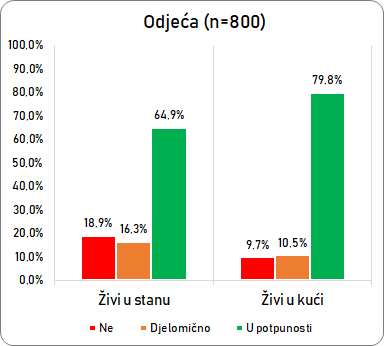 Odjeća (n=800)
100,0%
90,0%
80,0%
70,0%
60,0%
50,0%
40,0%
30,0%
20,0%
10,0%
0,0%
18,9%
16,3%
64,9%
9,7%
10,5%
79,8%
Živi u stanu
Živi u kući
Ne
Djelomično
U potpunosti